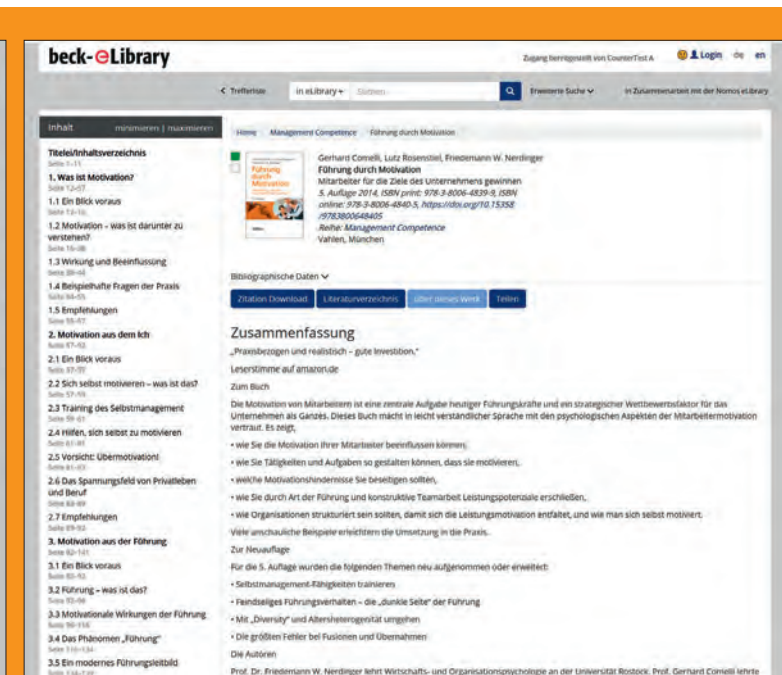 beck-eLibrary
Zugang bereitgestellt von CounterTest A
Login de en
Trefferliste
in eLibrary
Suchen
Erweiterte Suche
In Zusammenarbeit mit der Nomos eLibrary
Inhalt minimieren | maximieren
Titelei/Inhaltsverzeichnis
Seite 1-11
1. Was ist Motivation?
1.1 Ein Blick voraus
1.2 Motivation – was ist darunter zu
verstehen?
1.3 Wirkung und Beeinflussung
1.4 Beispielhafte Fragen der Praxis
1.5 Empfehlungen
2. Motivation aus dem Ich
2.1 Ein Blick voraus
2.2 Sich selbst motivieren – was ist das?
2.3 Training des Selbstmanagement
2.4 Hilfen, sich selbst zu motivieren
2.5 Vorsicht: Übermotivation!
2.6 Das Spannungsfeld von Privatleben
und Beruf
2.7 Empfehlungen
3. Motivation aus der Führung
3.1 Ein Blick voraus
3.2 Führung – was ist das?
3.3 Motivationale Wirkungen der Führung
3.4 Das Phänomen „Führung“
3.5 Ein modernes Führungsleitbild
Home Management Competence Führung durch Motivation
Führung
durch
Motivation
Gerhard Comelli, Lutz Rosenstiel, Friedemann W. Nerdinger
Führung durch Motivation
Mitarbeiter für die Ziele des Unternehmens gewinnen
5. Auflage 2014, ISBN print: 978-3-8006-4839-9, ISBN
online: 978-3-8006-4840-5, https://doi.org/10.15358
/9783800648405
Reihe: Management Competence
Vahlen, München
Bibliographische Daten
Zitation Download Literaturverzeichnis Über dieses Werk Teilen
Zusammenfassung
„Praxisbezogen und realistisch – gute Investition.“
Leserstimme auf amazon.de
Zum Buch
Die Motivation von Mitarbeitern ist eine zentrale Aufgabe heutiger Führungskräfte und ein strategischer Wettbewerbsfaktor für das
Unternehmen als Ganzes. Dieses Buch macht in leicht verständlicher Sprache mit den psychologischen Aspekten der Mitarbeitermotivation
vertraut. Es zeigt,
• wie Sie die Motivation Ihrer Mitarbeiter beeinflussen können,
• wie Sie Tätigkeiten und Aufgaben so gestalten können, dass sie motivieren,
• welche Motivationshindernisse Sie beseitigen sollten,
• wie Sie durch Art der Führung und konstruktive Teamarbeit Leistungspotenziale erschließen,
• wie Organisationen strukturiert sein sollten, damit sich die Leistungsmotivation entfaltet, und wie man sich selbst motiviert.
Viele anschauliche Beispiele erleichtern die Umsetzung in die Praxis.
Zur Neuauflage
Für die 5. Auflage wurden die folgenden Themen neu aufgenommen oder erweitert:
• Selbstmanagement-Fähigkeiten trainieren
• Feindseliges Führungsverhalten – die „dunkle Seite“ der Führung
• Mit „Diversity“ und Altersheterogenität umgehen
• Die größten Fehler bei Fusionen und Übernahmen
Die Autoren
Prof. Dr. Friedemann W. Nerdinger lehrt Wirtschafts- und Organisationspsychologie an der Universität Rostock. Prof. Gerhard Comelli lehrte